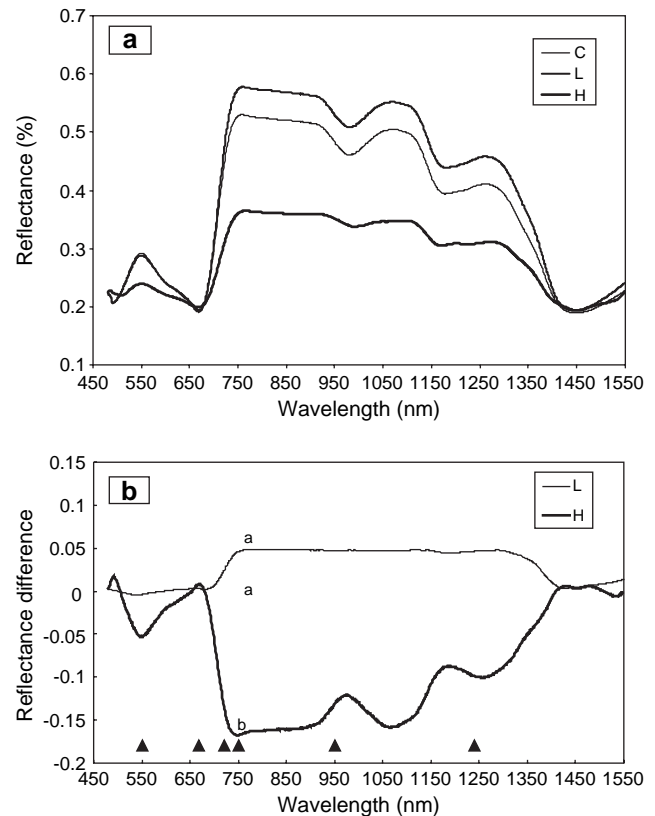 a
C
L
H
0.7
0.6
0.5
0.4
0.3
0.2
0.1
Reflectance (%)
450 550 650 750 850 950 1050 1150 1250 1350 1450 1550
Wavelength (nm)
b
L
H
0.15
0.1
0.05
0
-0.05
-0.1
-0.15
-0.2
Reflectance difference
a
a
b
450 550 650 750 850 950 1050 1150 1250 1350 1450 1550
Wavelength (nm)